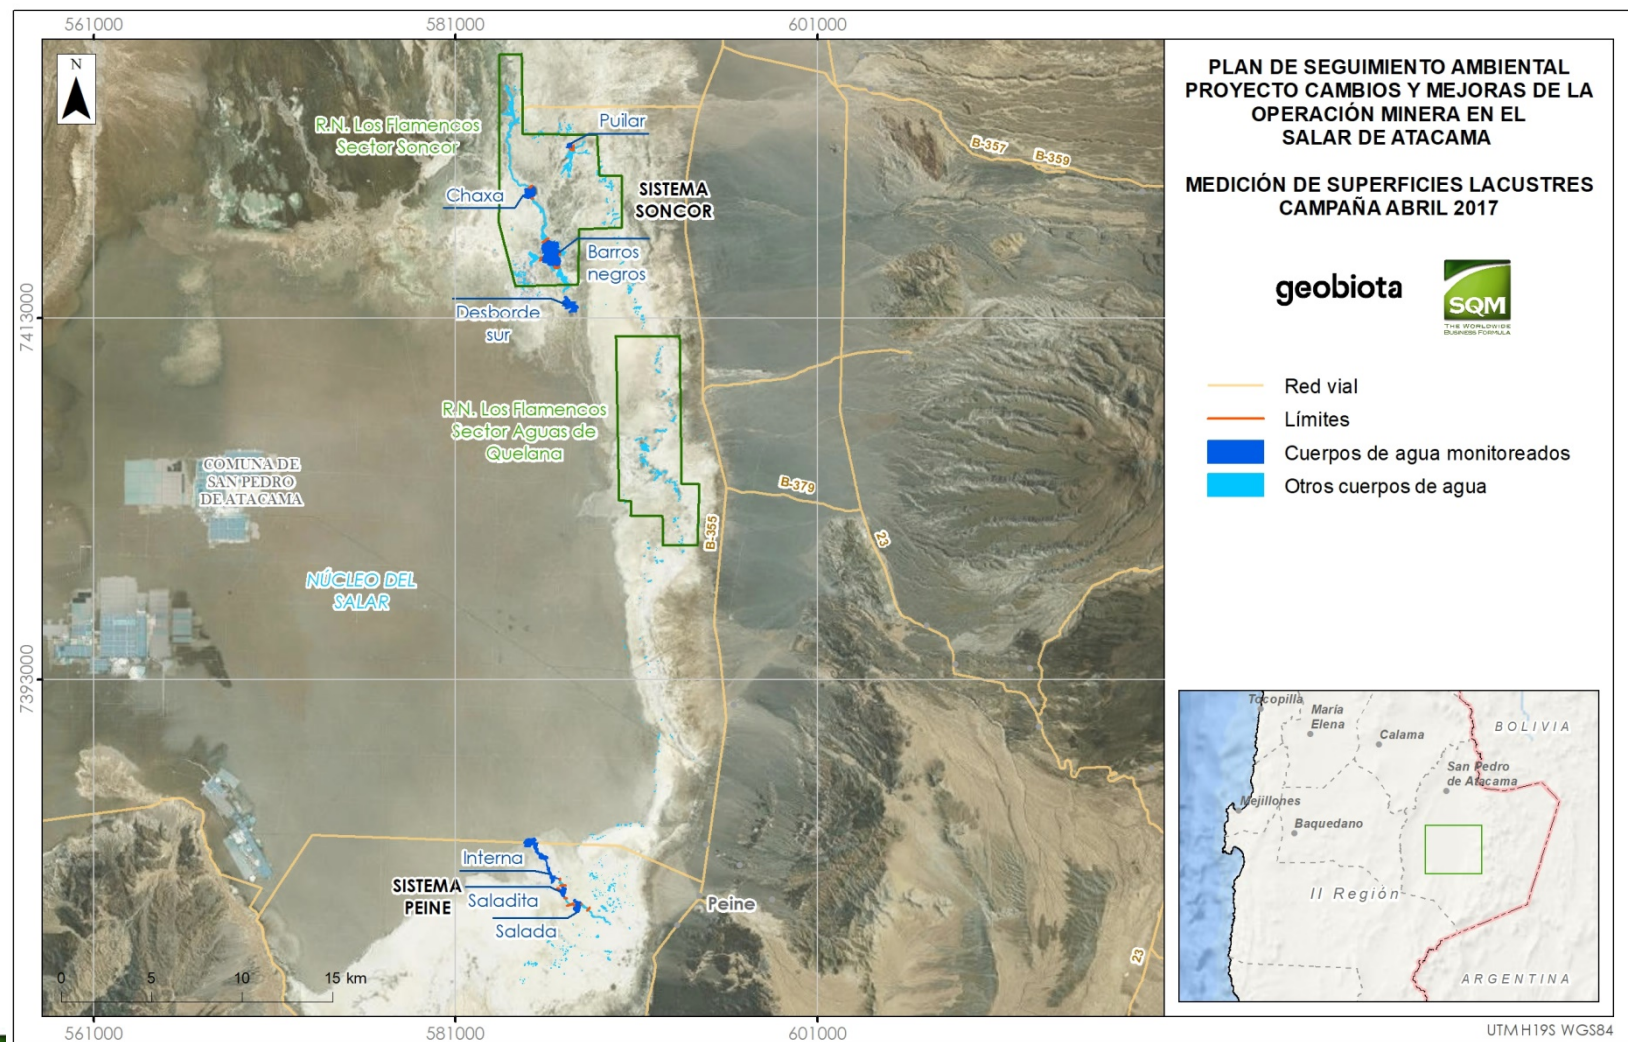 561000
581000
601000
N
R.N. Los Flamencos
Sector Soncor
Puilar
Chaxa
SISTEMA
SONCOR
Barros
negros
Desborde
sur
B-357
B-359
7413000
R.N. Los Flamencos
Sector Aguas de
Quelana
COMUNA DE
SAN PEDRO
DE ATACAMA
B-379
B-355
23
NÚCLEO DEL
SALAR
7393000
Interna
SISTEMA
PEINE
Saladita
Salada
Peine
23
0 5 10 15 km
561000
581000
601000
PLAN DE SEGUIMIENTO AMBIENTAL
PROYECTO CAMBIOS Y MEJORAS DE LA
OPERACIÓN MINERA EN EL
SALAR DE ATACAMA
MEDICIÓN DE SUPERFICIES LACUSTRES
CAMPAÑA ABRIL 2017
geobiota
SQM
THE WORLDWIDE
BUSINESS FORMULA
Red vial
Límites
Cuerpos de agua monitoreados
Otros cuerpos de agua
Tocopilla
María
Elena
BOLIVIA
Calama
San Pedro
de Atacama
Mejillones
Baquedano
II Región
ARGENTINA
UTM H19S WGS84